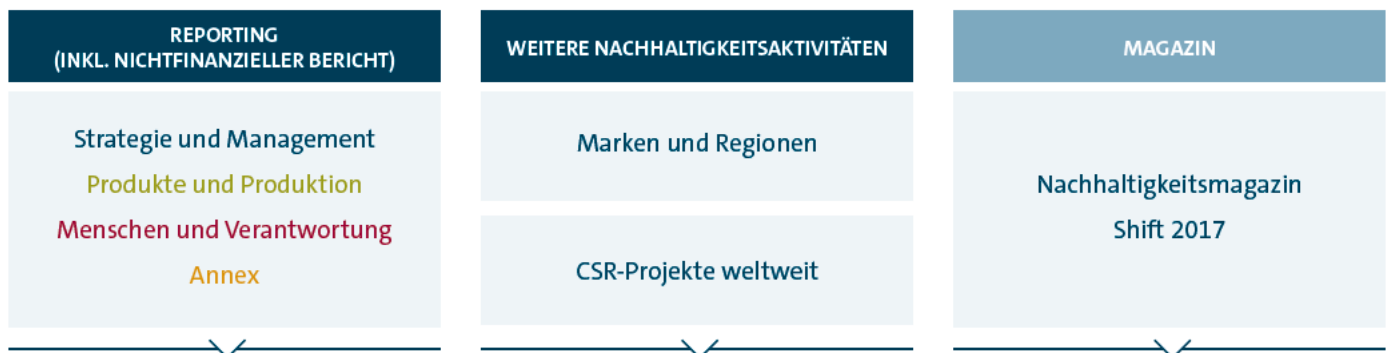 REPORTING
(INKL. NICHTFINANZIELLER BERICHT)
Strategie und Management
Produkte und Produktion
Menschen und Verantwortung
Annex
WEITERE NACHHALTIGKEITSAKTIVITÄTEN
Marken und Regionen
CSR-Projekte weltweit
MAGAZIN
Nachhaltigkeitsmagazin
Shift 2017